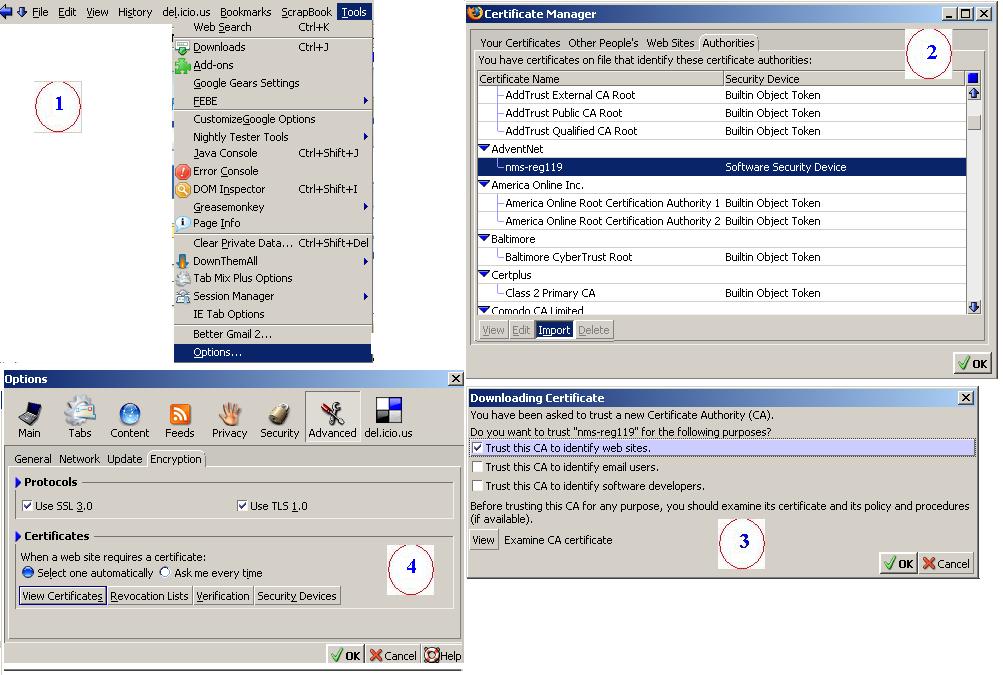 File Edit View History del.icio.us Bookmarks ScrapBook Tools
Web Search Ctrl+K
Downloads Ctrl+J
Add-ons
Google Gears Settings
FEBE
CustomizeGoogle Options
Nightly Tester Tools
Java Console Ctrl+Shift+J
Error Console
DOM Inspector Ctrl+Shift+I
Greasemonkey
Page Info
Clear Private Data... Ctrl+Shift+Del
DownThemAll
Tab Mix Plus Options
Session Manager
IE Tab Options
Better Gmail 2...
Options...
1
Certificate Manager
Your Certificates Other People's Web Sites Authorities
You have certificates on file that identify these certificate authorities:
2
Certificate Name Security Device
AddTrust External CA Root Builtin Object Token
AddTrust Public CA Root Builtin Object Token
AddTrust Qualified CA Root Builtin Object Token
AdventNet
nms-reg119 Software Security Device
America Online Inc.
America Online Root Certification Authority 1 Builtin Object Token
America Online Root Certification Authority 2 Builtin Object Token
Baltimore
Baltimore CyberTrust Root Builtin Object Token
Certplus
Class 2 Primary CA Builtin Object Token
Comodo CA Limited
View Edit Import Delete
OK
Options
Main Tabs Content Feeds Privacy Security Advanced del.icio.us
General Network Update Encryption
Protocols
Use SSL 3.0 Use TLS 1.0
Certificates
When a web site requires a certificate:
Select one automatically Ask me every time
View Certificates Revocation Lists Verification Security Devices
4
OK Cancel Help
Downloading Certificate
You have been asked to trust a new Certificate Authority (CA).
Do you want to trust "nms-reg119" for the following purposes?
Trust this CA to identify web sites.
Trust this CA to identify email users.
Trust this CA to identify software developers.
Before trusting this CA for any purpose, you should examine its certificate and its policy and procedures
(if available).
View Examine CA certificate
3
OK Cancel